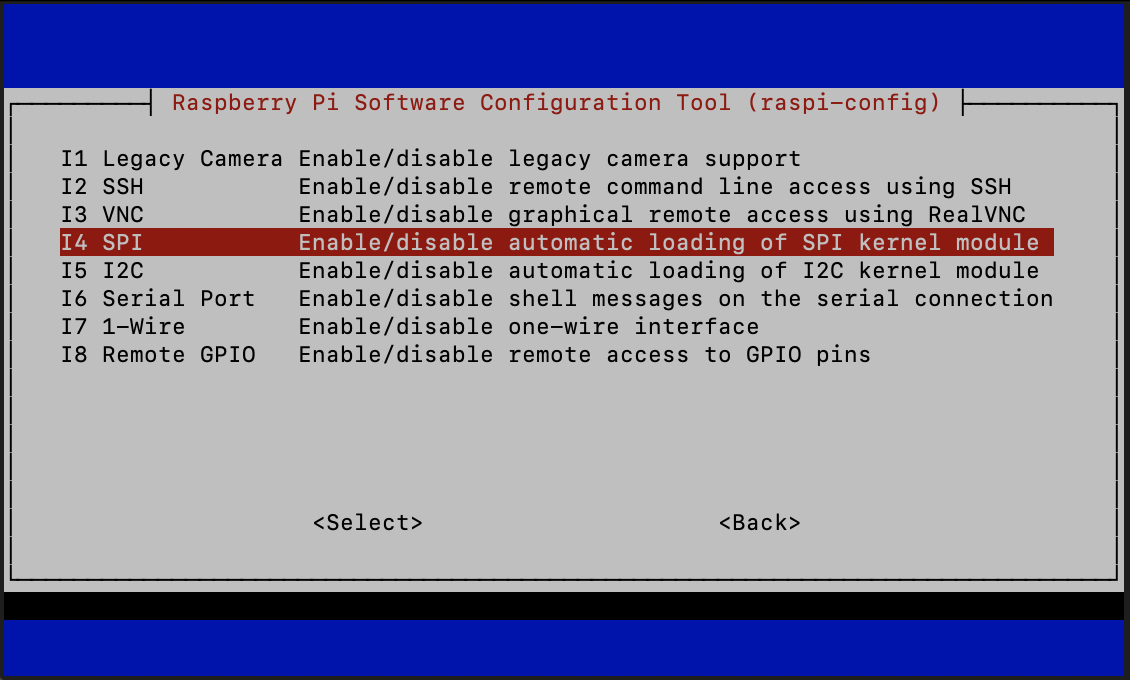 Raspberry Pi Software Configuration Tool (raspi-config)
I1 Legacy Camera Enable/disable legacy camera support
I2 SSH Enable/disable remote command line access using SSH
I3 VNC Enable/disable graphical remote access using RealVNC
I4 SPI Enable/disable automatic loading of SPI kernel module
I5 I2C Enable/disable automatic loading of I2C kernel module
I6 Serial Port Enable/disable shell messages on the serial connection
I7 1-Wire Enable/disable one-wire interface
I8 Remote GPIO Enable/disable remote access to GPIO pins
<Select> <Back>